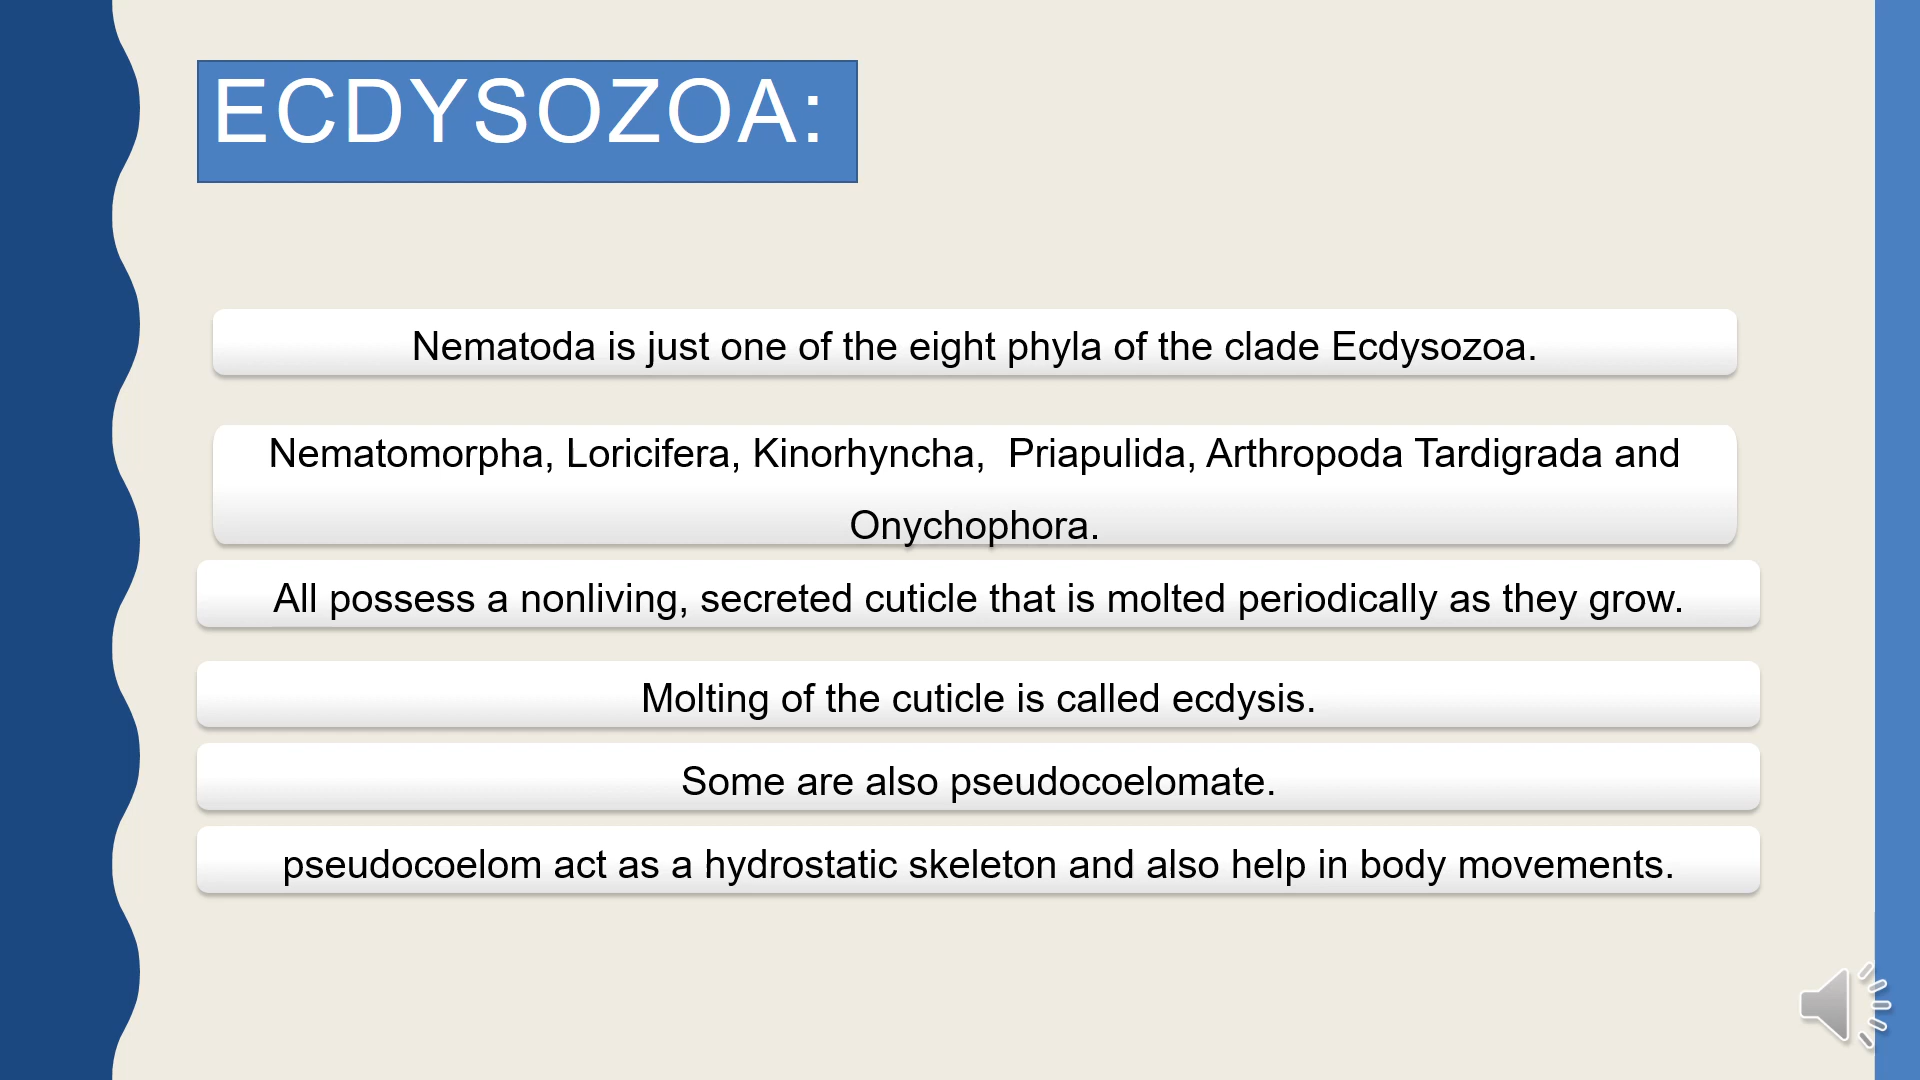 ECDYSOZOA:
Nematoda is just one of the eight phyla of the clade Ecdysozoa.
Nematomorpha, Loricifera, Kinorhyncha,  Priapulida, Arthropoda Tardigrada and
Onychophora.
All possess a nonliving, secreted cuticle that is molted periodically as they grow.
Molting of the cuticle is called ecdysis.
Some are also pseudocoelomate.
pseudocoelom act as a hydrostatic skeleton and also help in body movements.